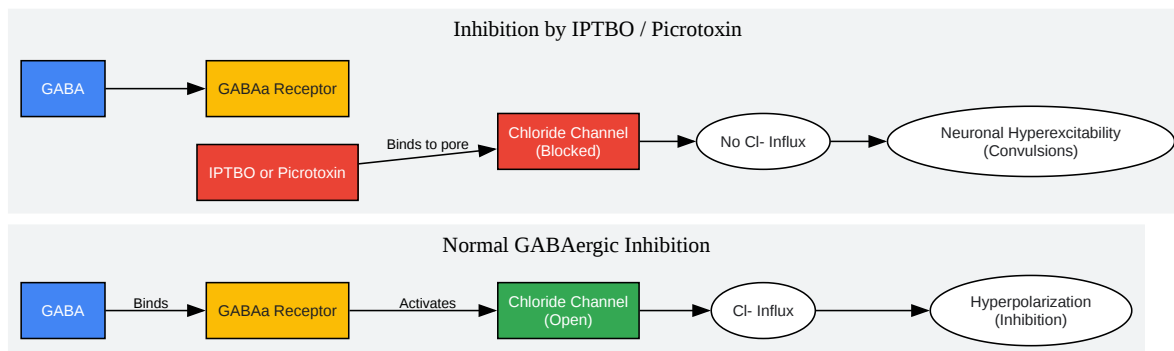 Inhibition by IPTBO / Picrotoxin
GABA
GABAa Receptor
IPTBO or Picrotoxin
Binds to pore
Chloride Channel
(Blocked)
No Cl- Influx
Neuronal Hyperexcitability
(Convulsions)
Normal GABAergic Inhibition
GABA
Binds
GABAa Receptor
Activates
Chloride Channel
(Open)
Cl- Influx
Hyperpolarization
(Inhibition)